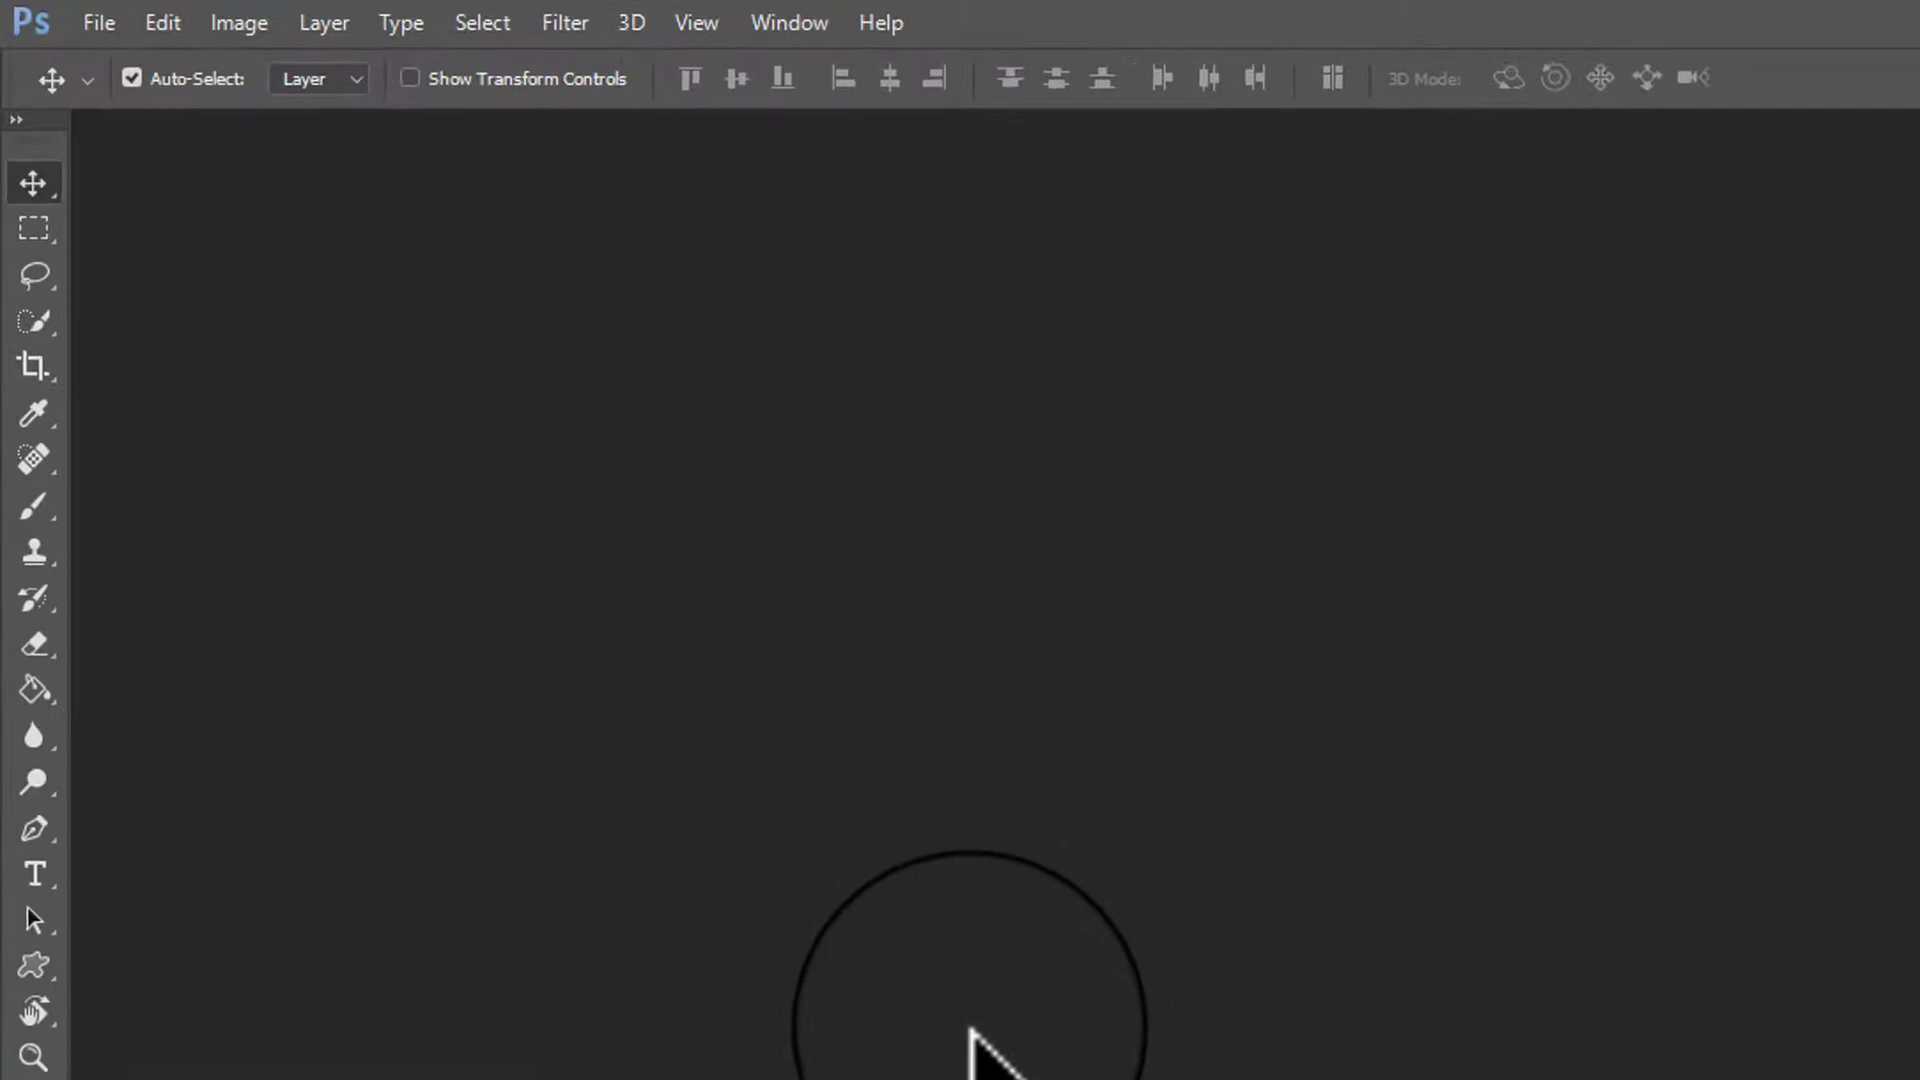 Ps File Edit Image Layer Type Select Filter 3D View Window Help
Auto-Select: Layer Show Transform Controls 3D Mode:
T